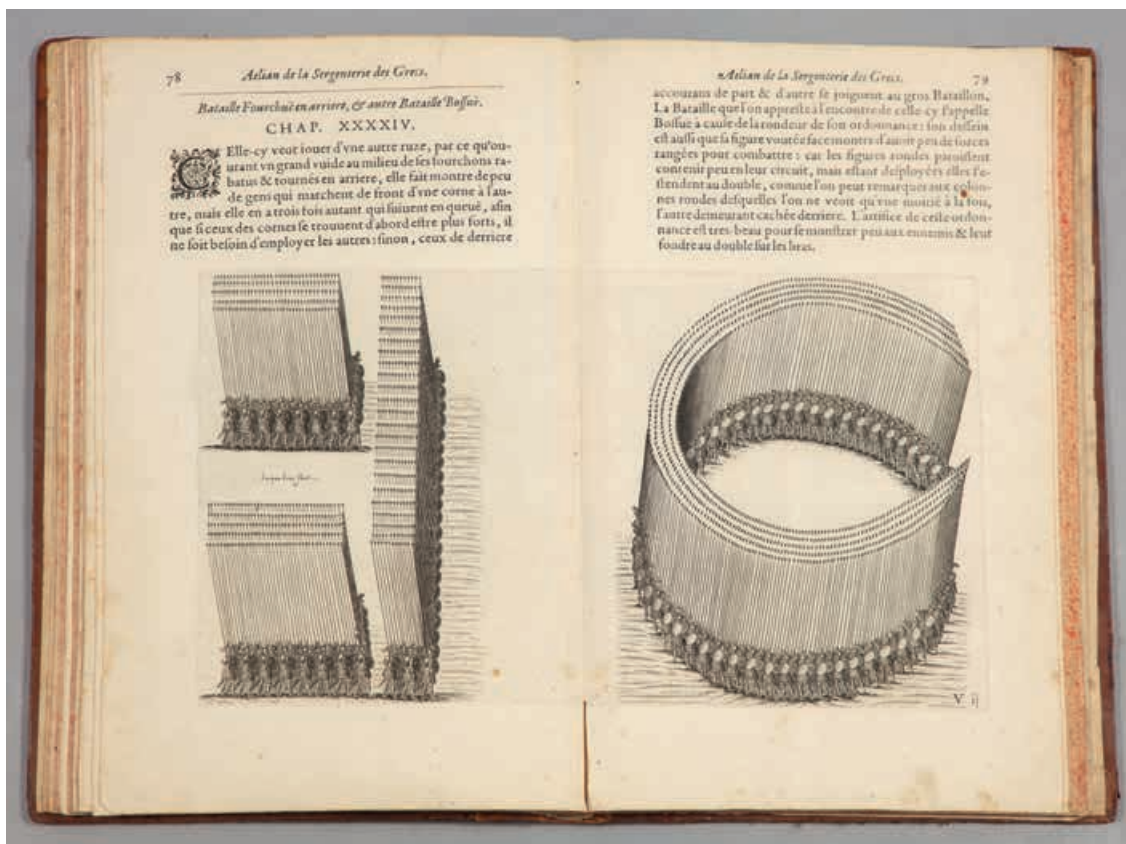 78
Aelian de la Sergenterie des Grecs.
Bataille Fourchuë en arriere, & autre Bataille Bossuë.
CHAP. XXXXIV.
CElle-cy veut iouer d'vne autre ruze, par ce qu'ou-
urant vn grand vuide au milieu de ses fourchons ra-
batus & tournés en arriere, elle fait montre de peu
de gens qui marchent de front d'vne corne à l'au-
tre, mais elle en a trois fois autant qui suiuent en queuë, afin
que si ceux des cornes se trouuent d'abord estre plus forts, il
ne soit besoin d'employer les autres: sinon, ceux de derriere
Aelian de la Sergenterie des Grecs.
79
accourans de part & d'autre se joignent au gros Bataillon.
La Bataille que l'on appreste à l'encontre de celle-cy s'appelle
Bossuë à cause de la rondeur de son ordonnance: son dessein
est aussi que sa figure voutée face montre d'auoir peu de forces
rangées pour combattre: car les figures rondes paroissent
contenir peu en leur circuit, mais estant desployées elles s'e-
stendent au double, comme l'on peut remarquer aux colon-
nes rondes desquelles l'on ne veoit qu'vne moitié à la fois,
l'autre demeurant cachée derriere. L'artifice de ceste ordon-
nance est tres-beau pour se monstrer peu aux ennemis & leur
fondre au double sur les bras.
V ij